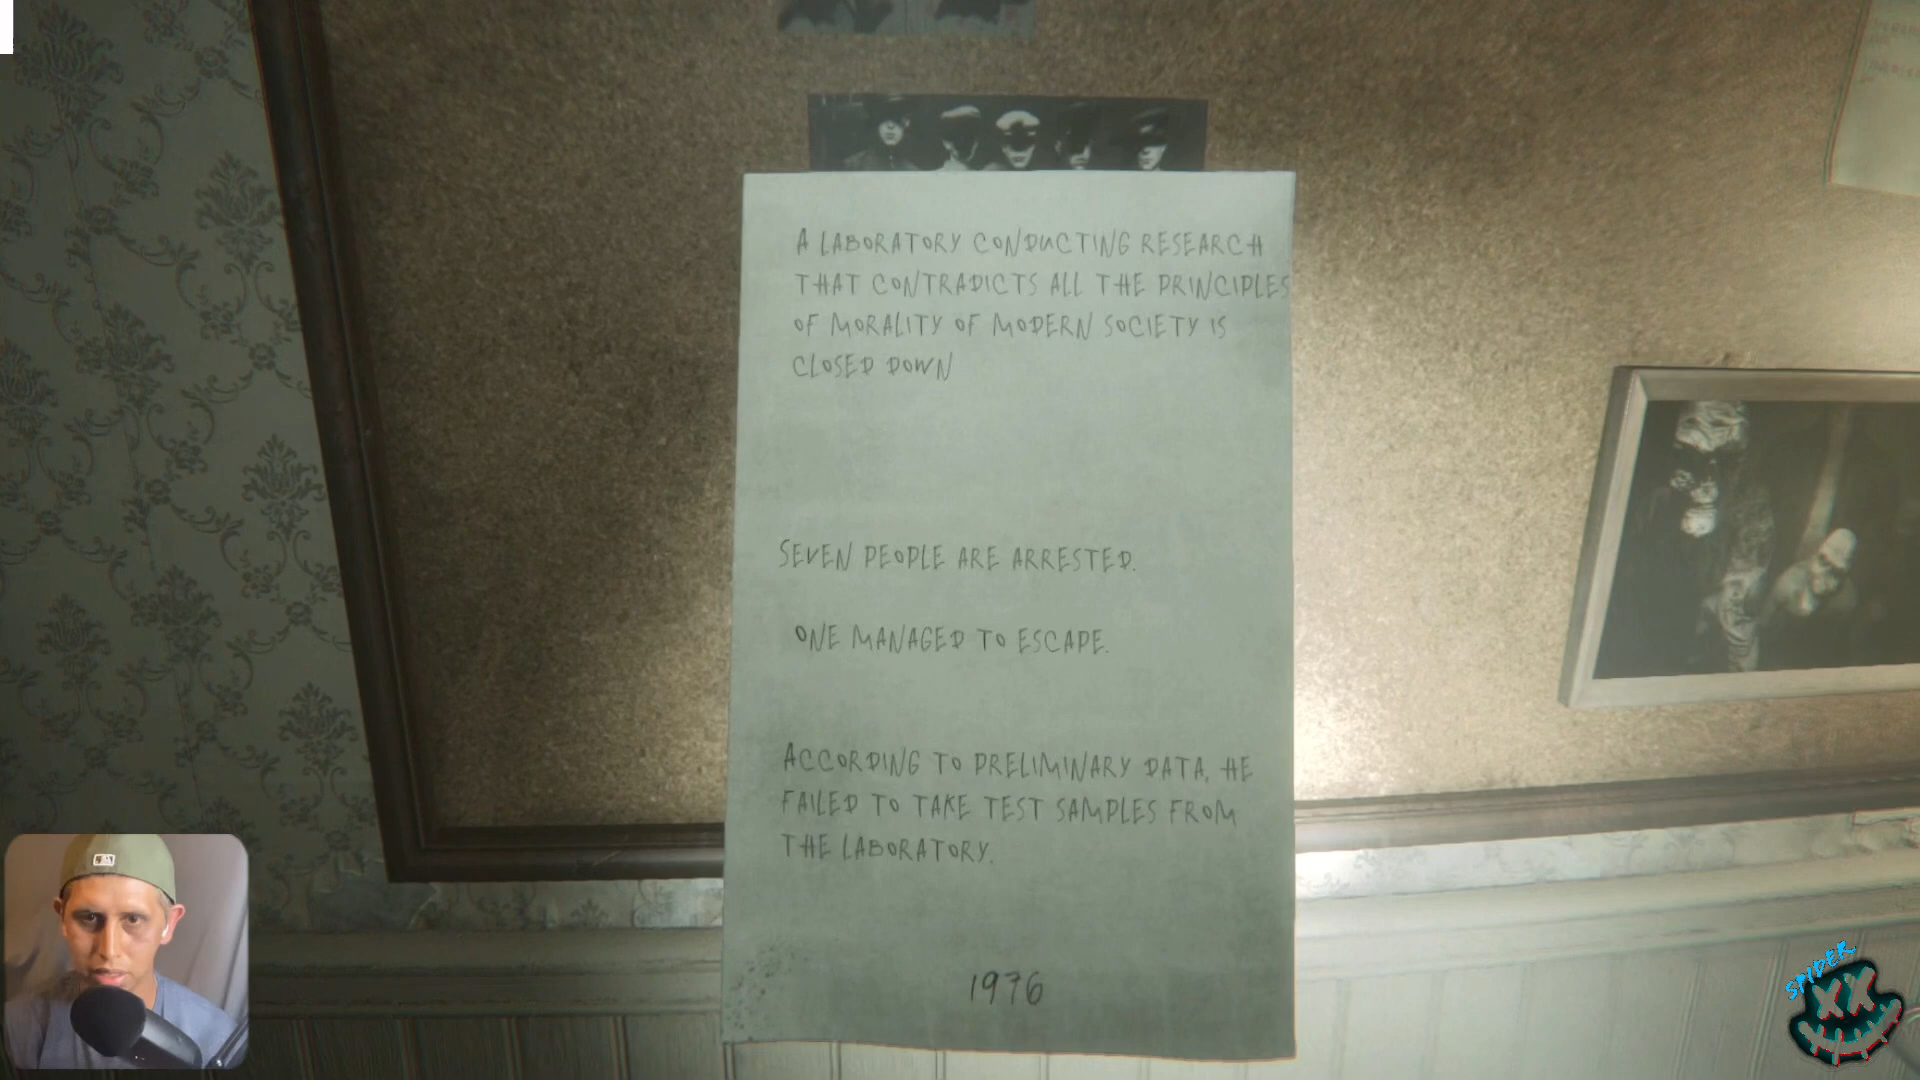 A LABORATORY CONDUCTING RESEARCH
THAT CONTRADICTS ALL THE PRINCIPLES
OF MORALITY OF MODERN SOCIETY IS
CLOSED DOWN
SEVEN PEOPLE ARE ARRESTED.
ONE MANAGED TO ESCAPE.
ACCORDING TO PRELIMINARY DATA, HE
FAILED TO TAKE TEST SAMPLES FROM
THE LABORATORY.
1976
SPIDER